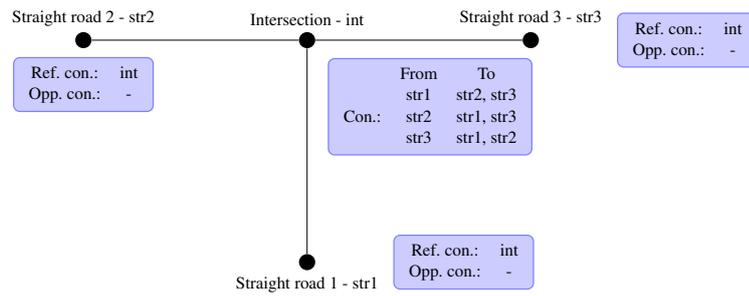 Straight road 2 - str2
Intersection - int
Straight road 3 - str3
Ref. con.: int
Opp. con.: -
Ref. con.: int
Opp. con.: -
From To
str1 str2, str3
Con.: str2 str1, str3
str3 str1, str2
Ref. con.: int
Opp. con.: -
Straight road 1 - str1